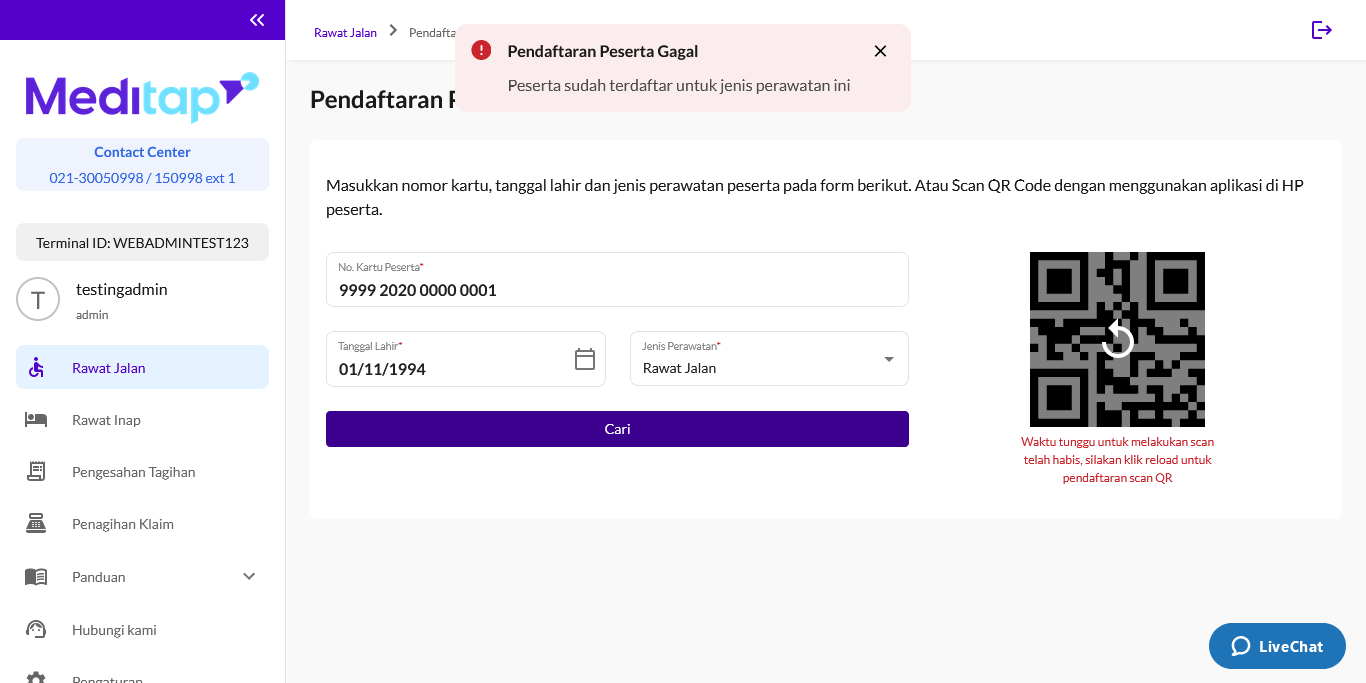 Rawat Jalan
Pendafta
Pendaftaran Peserta Gagal
Peserta sudah terdaftar untuk jenis perawatan ini
Meditap
Contact Center
021-30050998 / 150998 ext 1
Terminal ID: WEBADMINTEST123
T
testingadmin
admin
Rawat Jalan
Rawat Inap
Pengesahan Tagihan
Penagihan Klaim
Panduan
Hubungi kami
Pengaturan
Pendaftaran P
Masukkan nomor kartu, tanggal lahir dan jenis perawatan peserta pada form berikut. Atau Scan QR Code dengan menggunakan aplikasi di HP
peserta.
No. Kartu Peserta*
9999 2020 0000 0001
Tanggal Lahir*
01/11/1994
Jenis Perawatan*
Rawat Jalan
Cari
Waktu tunggu untuk melakukan scan
telah habis, silakan klik reload untuk
pendaftaran scan QR
LiveChat